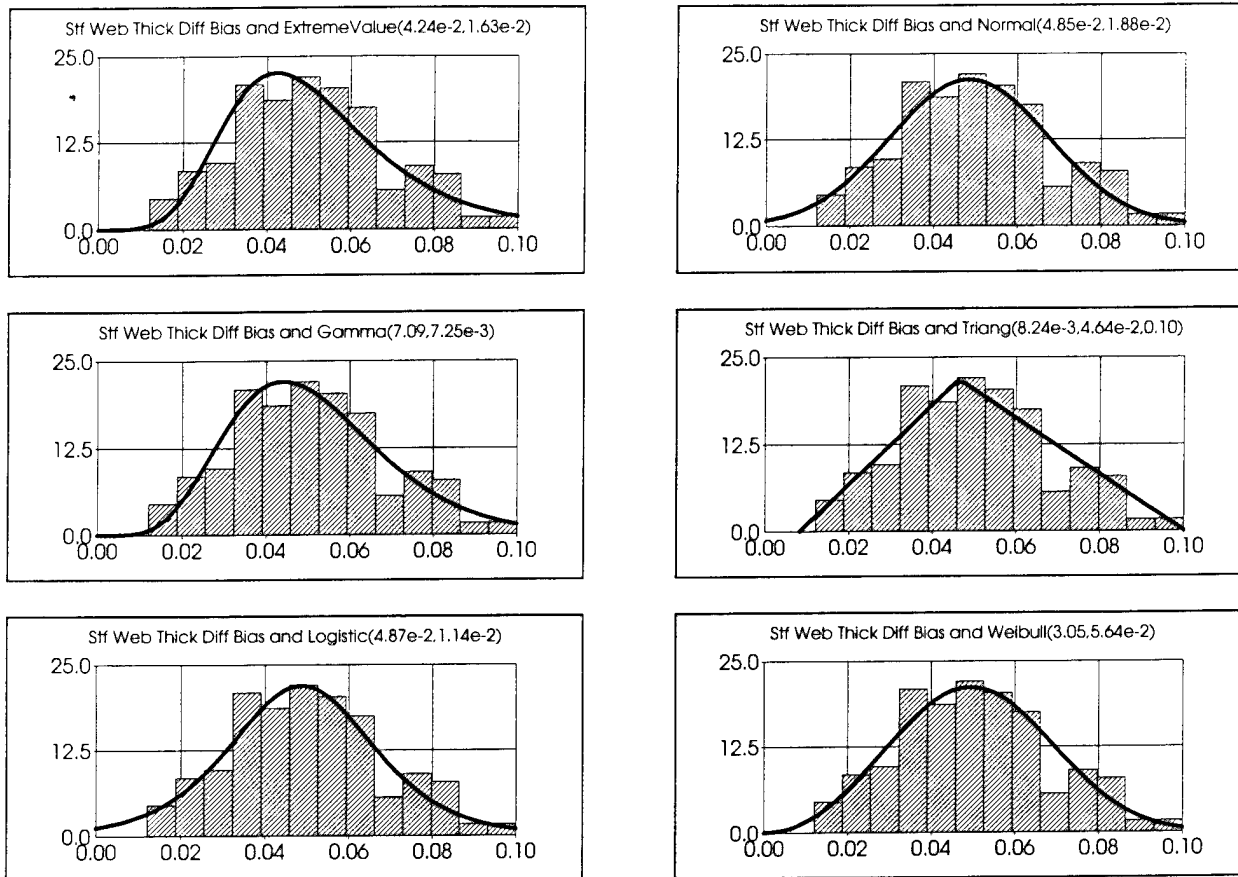 Stf Web Thick Diff Bias and ExtremeValue(4.24e-2,1.63e-2)
25.0
12.5
0.0
0.00 0.02 0.04 0.06 0.08 0.10
Stf Web Thick Diff Bias and Normal(4.85e-2,1.88e-2)
25.0
12.5
0.0
0.00 0.02 0.04 0.06 0.08 0.10
Stf Web Thick Diff Bias and Gamma(7.09,7.25e-3)
25.0
12.5
0.0
0.00 0.02 0.04 0.06 0.08 0.10
Stf Web Thick Diff Bias and Triang(8.24e-3,4.64e-2,0.10)
25.0
12.5
0.0
0.00 0.02 0.04 0.06 0.08 0.10
Stf Web Thick Diff Bias and Logistic(4.87e-2,1.14e-2)
25.0
12.5
0.0
0.00 0.02 0.04 0.06 0.08 0.10
Stf Web Thick Diff Bias and Weibull(3.05,5.64e-2)
25.0
12.5
0.0
0.00 0.02 0.04 0.06 0.08 0.10